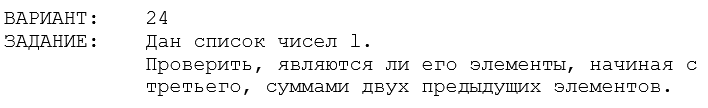 ВАРИАНТ: 24
ЗАДАНИЕ: Дан список чисел l.
Проверить, являются ли его элементы, начиная с
третьего, суммами двух предыдущих элементов.